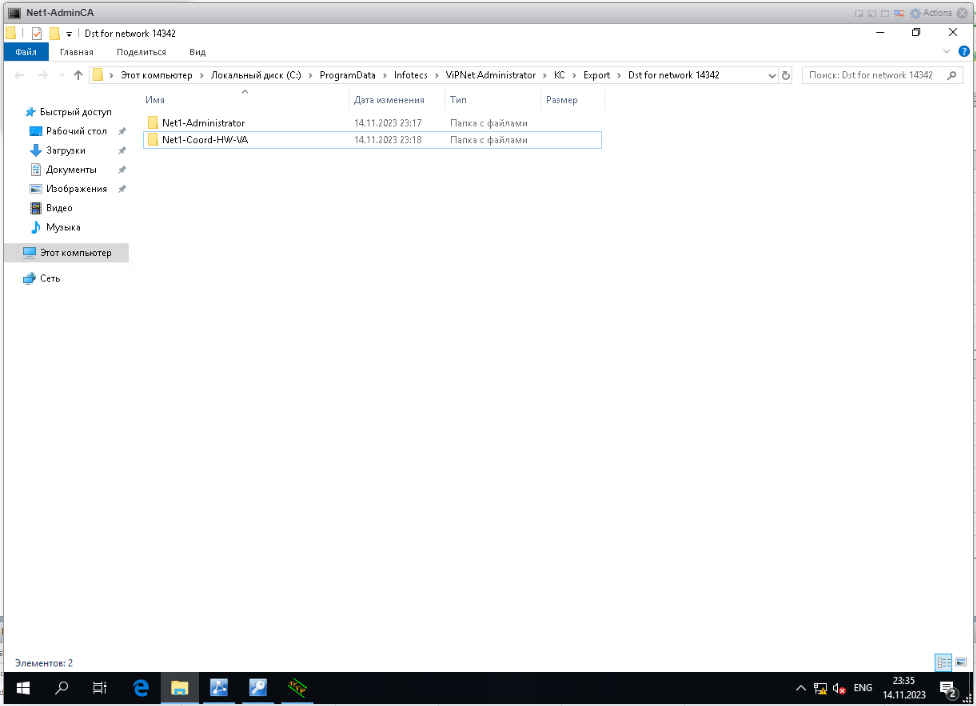 Net1-AdminCA
Actions
Dst for network 14342
Файл Главная Поделиться Вид
Этот компьютер Локальный диск (C:) ProgramData Infotecs ViPNet Administrator KC Export Dst for network 14342
Поиск: Dst for network 14342
Имя Дата изменения Тип Размер
Net1-Administrator 14.11.2023 23:17 Папка с файлами
Net1-Coord-HW-VA 14.11.2023 23:18 Папка с файлами
Быстрый доступ
Рабочий стол
Загрузки
Документы
Изображения
Видео
Музыка
Этот компьютер
Сеть
Элементов: 2
ENG
23:35
14.11.2023
2